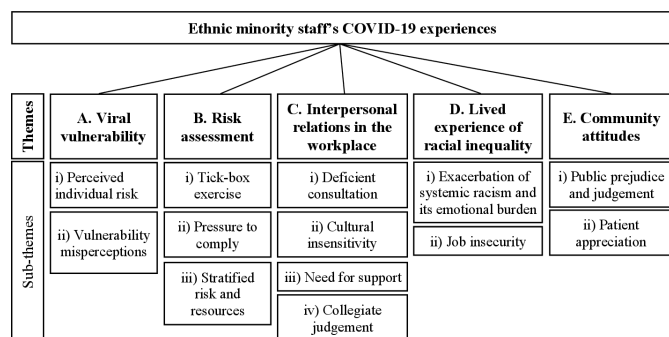 Ethnic minority staff's COVID-19 experiences
Themes
A. Viral
vulnerability
B. Risk
assessment
C. Interpersonal
relations in the
workplace
D. Lived
experience of
racial inequality
E. Community
attitudes
Sub-themes
i) Perceived
individual risk
ii) Vulnerability
misperceptions
i) Tick-box
exercise
ii) Pressure to
comply
iii) Stratified
risk and
resources
i) Deficient
consultation
ii) Cultural
insensitivity
iii) Need for support
iv) Collegiate
judgement
i) Exacerbation of
systemic racism and
its emotional burden
ii) Job insecurity
i) Public prejudice
and judgement
ii) Patient
appreciation